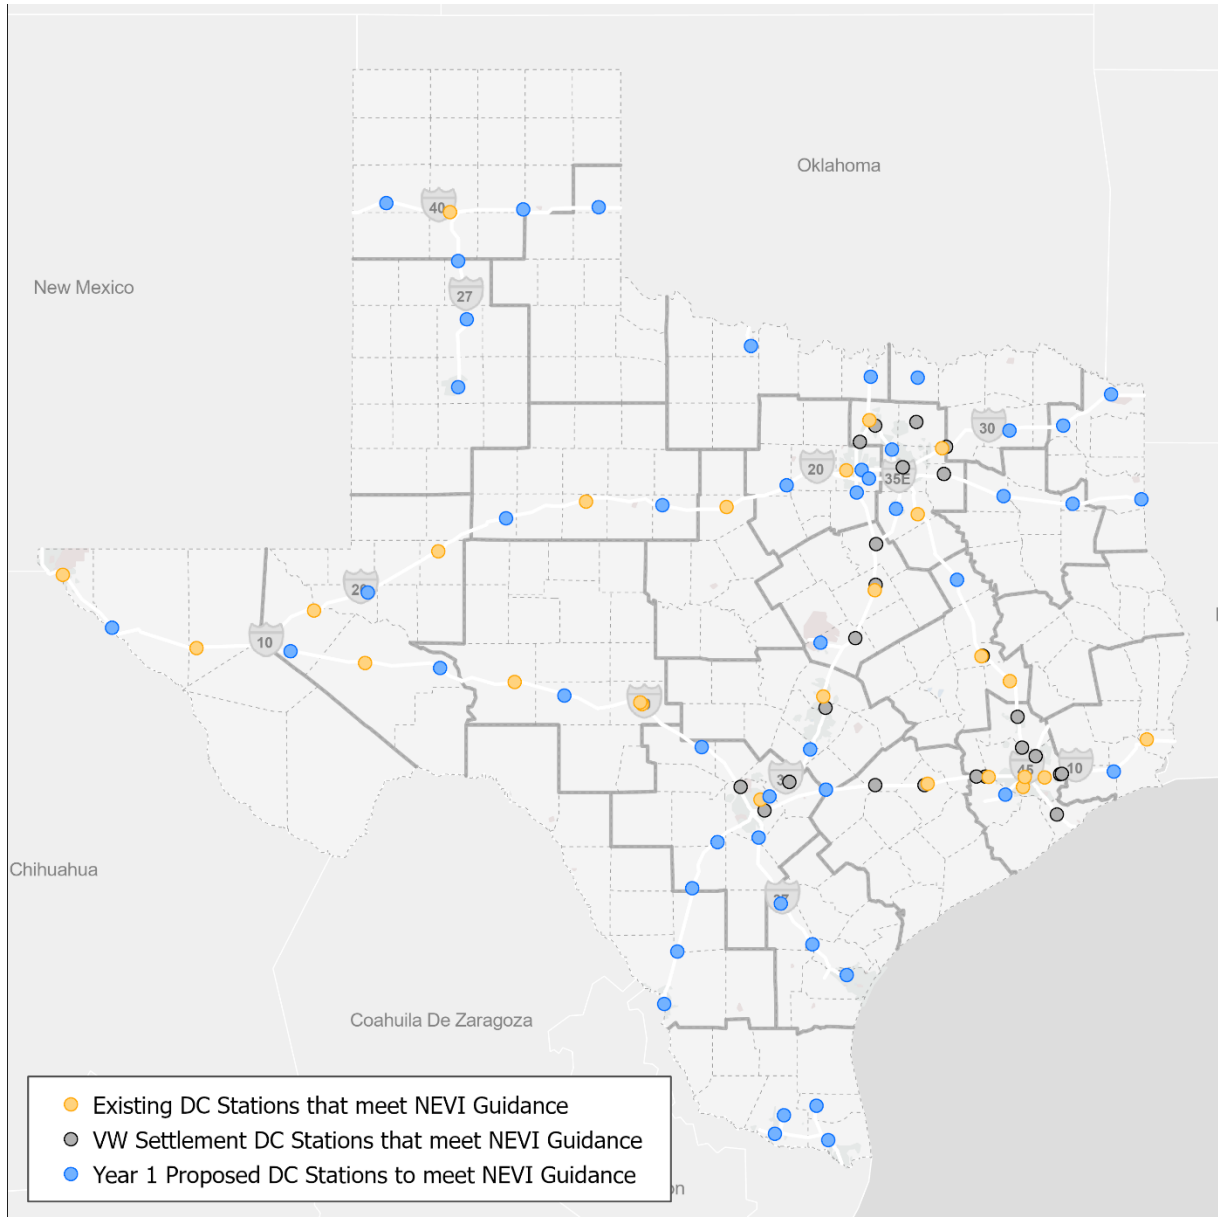 Oklahoma
40
New Mexico
27
30
20
35E
20
10
10
45
37
Chihuahua
Coahuila De Zaragoza
Existing DC Stations that meet NEVI Guidance
VW Settlement DC Stations that meet NEVI Guidance
Year 1 Proposed DC Stations to meet NEVI Guidance